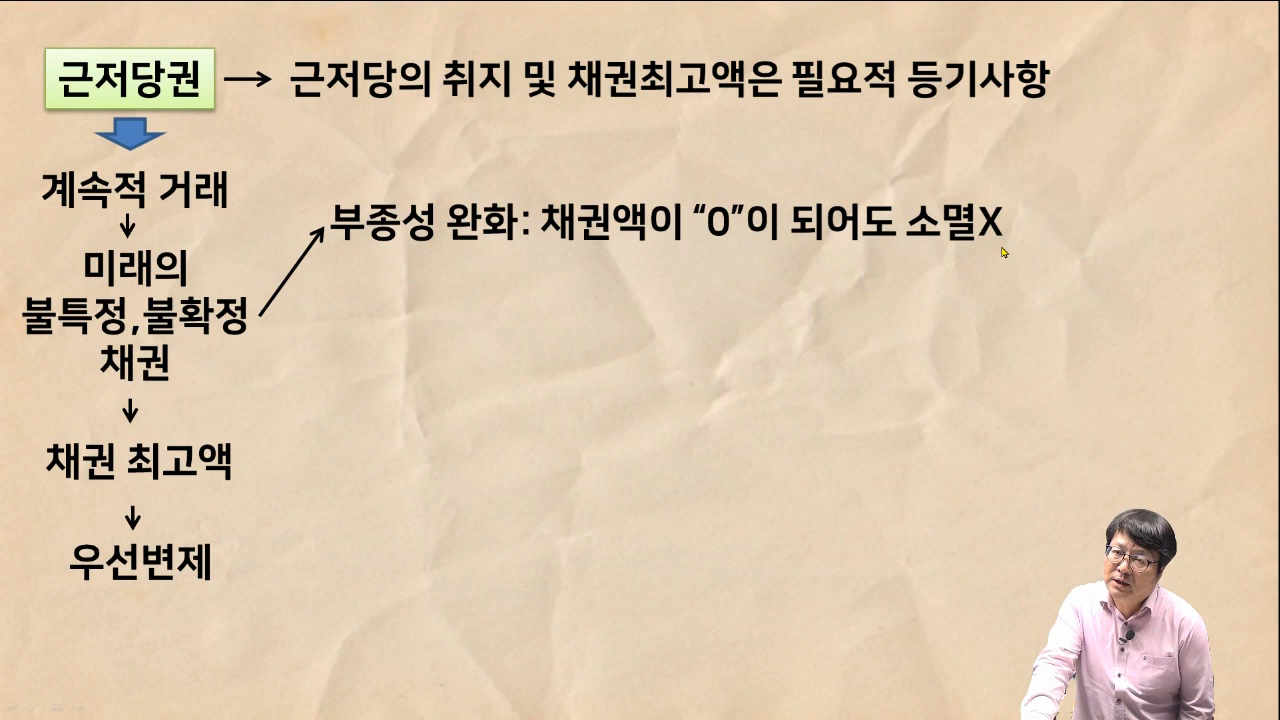 근저당권 → 근저당의 취지 및 채권최고액은 필요적 등기사항
계속적 거래
부종성 완화: 채권액이 “0”이 되어도 소멸X
미래의
불특정,불확정
채권
채권 최고액
우선변제